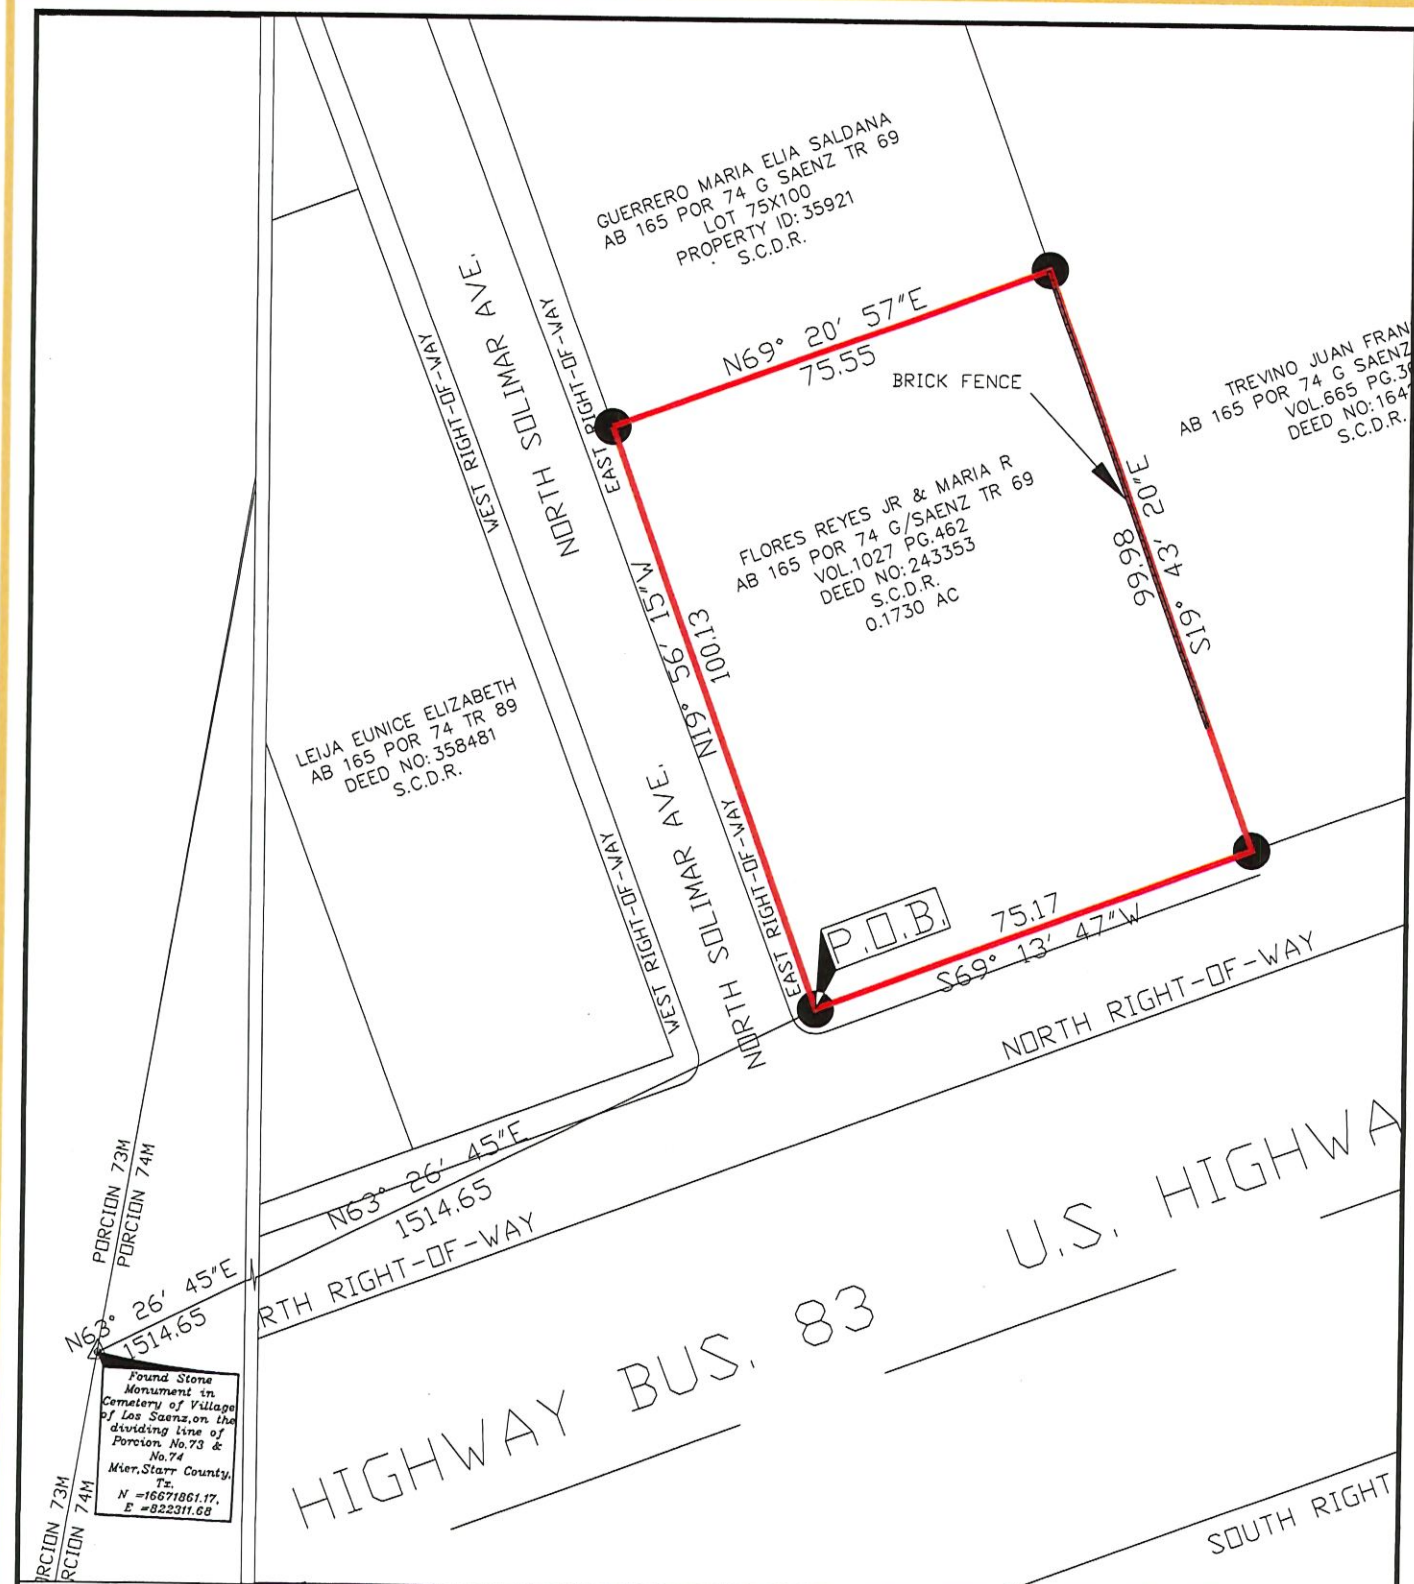 GUERRERO MARIA ELIA SALDANA
AB 165 POR 74 G SAENZ TR 69
LOT 75X100
PROPERTY ID: 35921
S.C.D.R.
NORTH SOLIMAR AVE.
WEST RIGHT-OF-WAY
EAST RIGHT-OF-WAY
N69° 20' 57"E
75.55
BRICK FENCE
TREVINO JUAN
AB 165 POR 74 G SAENZ
VOL.665
DEED NO:
S.C.D.R.
FLORES REYES JR & MARIA R
AB 165 POR 74 G/SAENZ TR 69
VOL.1027 PG.462
DEED NO: 243353
S.C.D.R.
0.1730 AC
S19° 43' 20"E
99.98
N19° 56' 15"W
100.13
LEIJA EUNICE ELIZABETH
AB 165 POR 74 TR 89
DEED NO: 358481
S.C.D.R.
NORTH SOLIMAR AVE.
WEST RIGHT-OF-WAY
EAST RIGHT-OF-WAY
P.O.B.
75.17
S69° 13' 47"W
NORTH RIGHT-OF-WAY
N63° 26' 45"E
1514.65
PORCION 73M
PORCION 74M
RTH RIGHT-OF-WAY
N63° 26' 45"E
1514.65
U.S. HIGHWA
HIGHWAY BUS. 83
Found Stone
Monument in
Cemetery of Village
of Los Saenz,on the
dividing line of
Porcion No.73 &
No.74
Mier,Starr County,
Tx.
N =16671861.17,
E =822311.68
RCION 73M
RCION 74M
SOUTH RIGHT